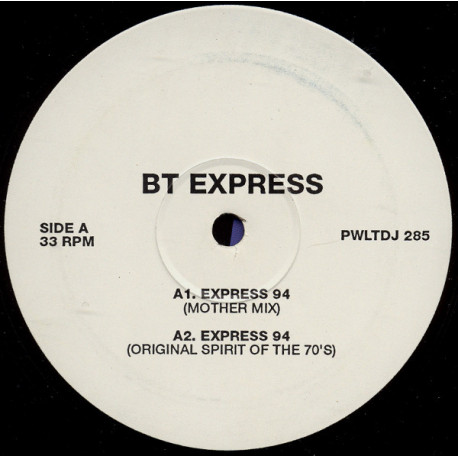 BT EXPRESS
SIDE A
33 RPM
PWLTDJ 285
A1. EXPRESS 94
(MOTHER MIX)
A2. EXPRESS 94
(ORIGINAL SPIRIT OF THE 70'S)